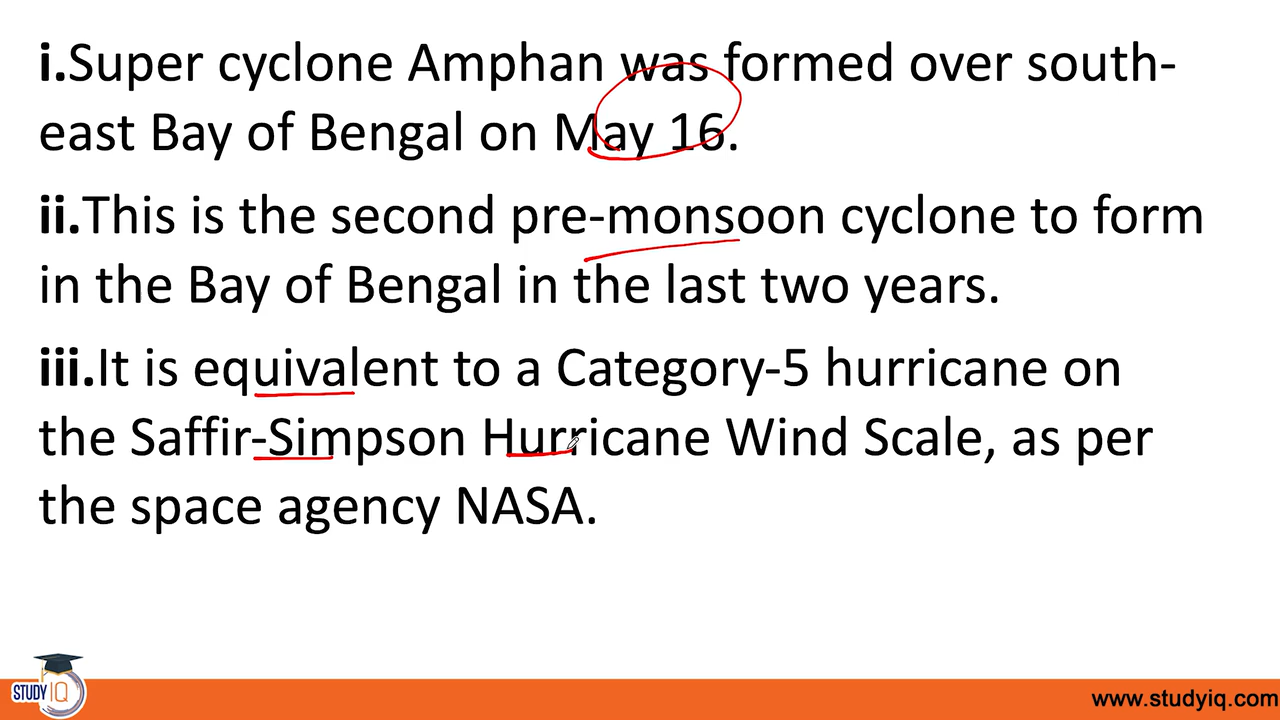 i.Super cyclone Amphan was formed over south-
east Bay of Bengal on May 16.
ii.This is the second pre-monsoon cyclone to form
in the Bay of Bengal in the last two years.
iii.It is equivalent to a Category-5 hurricane on
the Saffir-Simpson Hurricane Wind Scale, as per
the space agency NASA.
STUDY IQ
www.studyiq.com